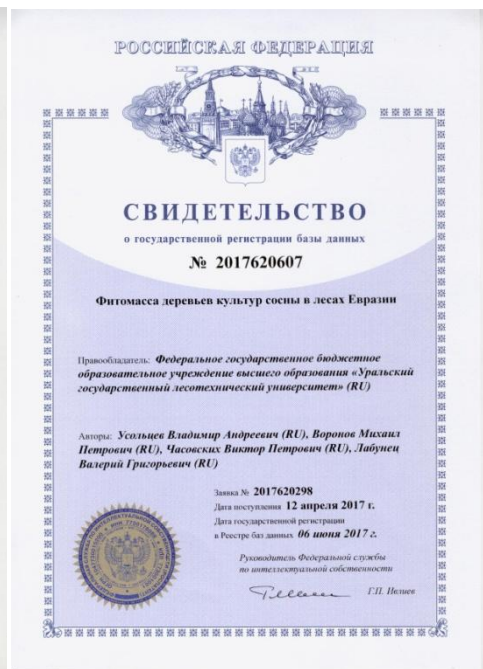 РОССИЙСКАЯ ФЕДЕРАЦИЯ
СВИДЕТЕЛЬСТВО
о государственной регистрации базы данных
№ 2017620607
Фитомасса деревьев культур сосны в лесах Евразии
Правообладатель: Федеральное государственное бюджетное
образовательное учреждение высшего образования «Уральский
государственный лесотехнический университет» (RU)
Авторы: Усольцев Владимир Андреевич (RU), Воронов Михаил
Петрович (RU), Часовских Виктор Петрович (RU), Лабунец
Валерий Григорьевич (RU)
Заявка № 2017620298
Дата поступления 12 апреля 2017 г.
Дата государственной регистрации
в Реестре баз данных 06 июня 2017 г.
Руководитель Федеральной службы
по интеллектуальной собственности
Г.П. Ивлиев